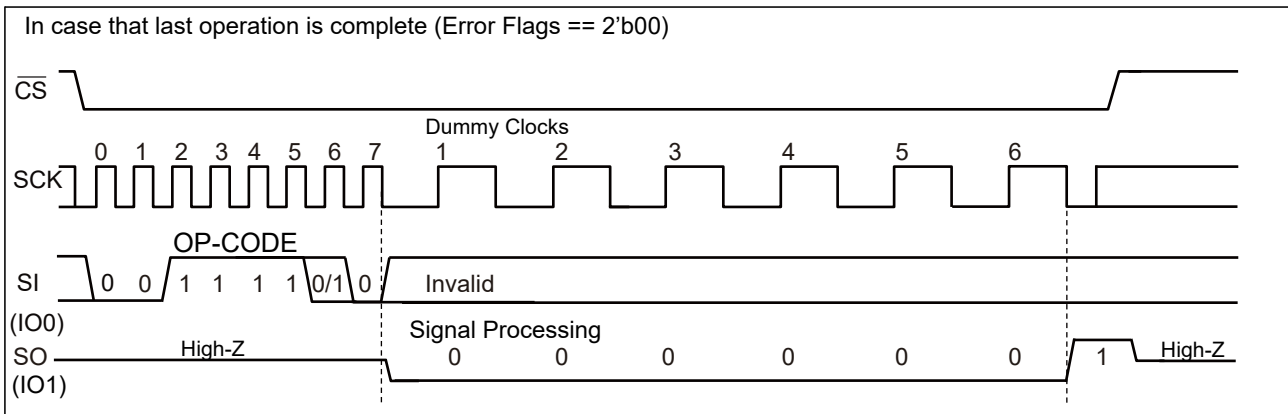 In case that last operation is complete (Error Flags == 2'b00)
CS
Dummy Clocks
0 1 2 3 4 5 6 7 1 2 3 4 5 6
SCK
OP-CODE
SI 0 0 1 1 1 1 0/1 0 Invalid
(IO0)
Signal Processing
SO High-Z 0 0 0 0 0 0 1 High-Z
(IO1)